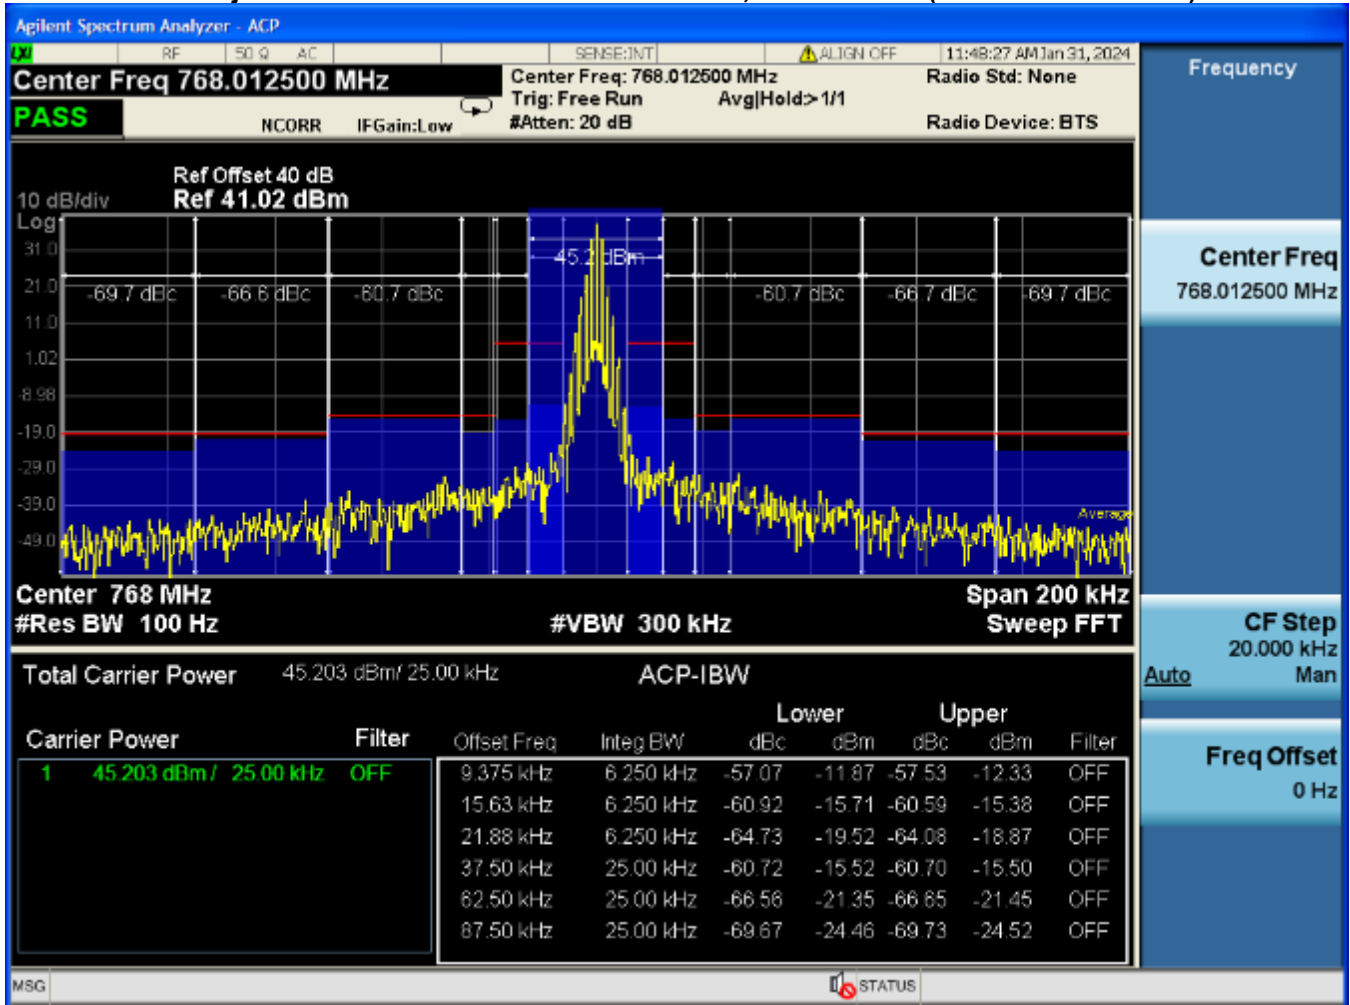 Agilent Spectrum Analyzer - ACP
LXI RF 50 Ω AC SENSE:INT ALIGN OFF 11:48:27 AM Jan 31, 2024
Center Freq 768.012500 MHz
Center Freq: 768.012500 MHz
Radio Std: None
Trig: Free Run Avg|Hold:> 1/1
PASS
NCORR IFGain:Low
#Atten: 20 dB
Radio Device: BTS
Frequency
Ref Offset 40 dB
10 dB/div Ref 41.02 dBm
Log
31.0
45.2 dBm
21.0
-69.7 dBc -66.6 dBc -60.7 dBc -60.7 dBc -66.7 dBc -69.7 dBc
11.0
1.02
-8.98
-19.0
-29.0
-39.0
Average
-49.0
Center Freq
768.012500 MHz
Center 768 MHz Span 200 kHz
#Res BW 100 Hz #VBW 300 kHz Sweep FFT
CF Step
20.000 kHz
Auto Man
Total Carrier Power 45.203 dBm/ 25.00 kHz ACP-IBW
Lower Upper
Carrier Power Filter Offset Freq Integ BW dBc dBm dBc dBm Filter
1 45.203 dBm / 25.00 kHz OFF 9.375 kHz 6.250 kHz -57.07 -11.87 -57.53 -12.33 OFF
15.63 kHz 6.250 kHz -60.92 -15.71 -60.59 -15.38 OFF
21.88 kHz 6.250 kHz -64.73 -19.52 -64.08 -18.87 OFF
37.50 kHz 25.00 kHz -60.72 -15.52 -60.70 -15.50 OFF
62.50 kHz 25.00 kHz -66.56 -21.35 -66.65 -21.45 OFF
87.50 kHz 25.00 kHz -69.67 -24.46 -69.73 -24.52 OFF
Freq Offset
0 Hz
MSG STATUS